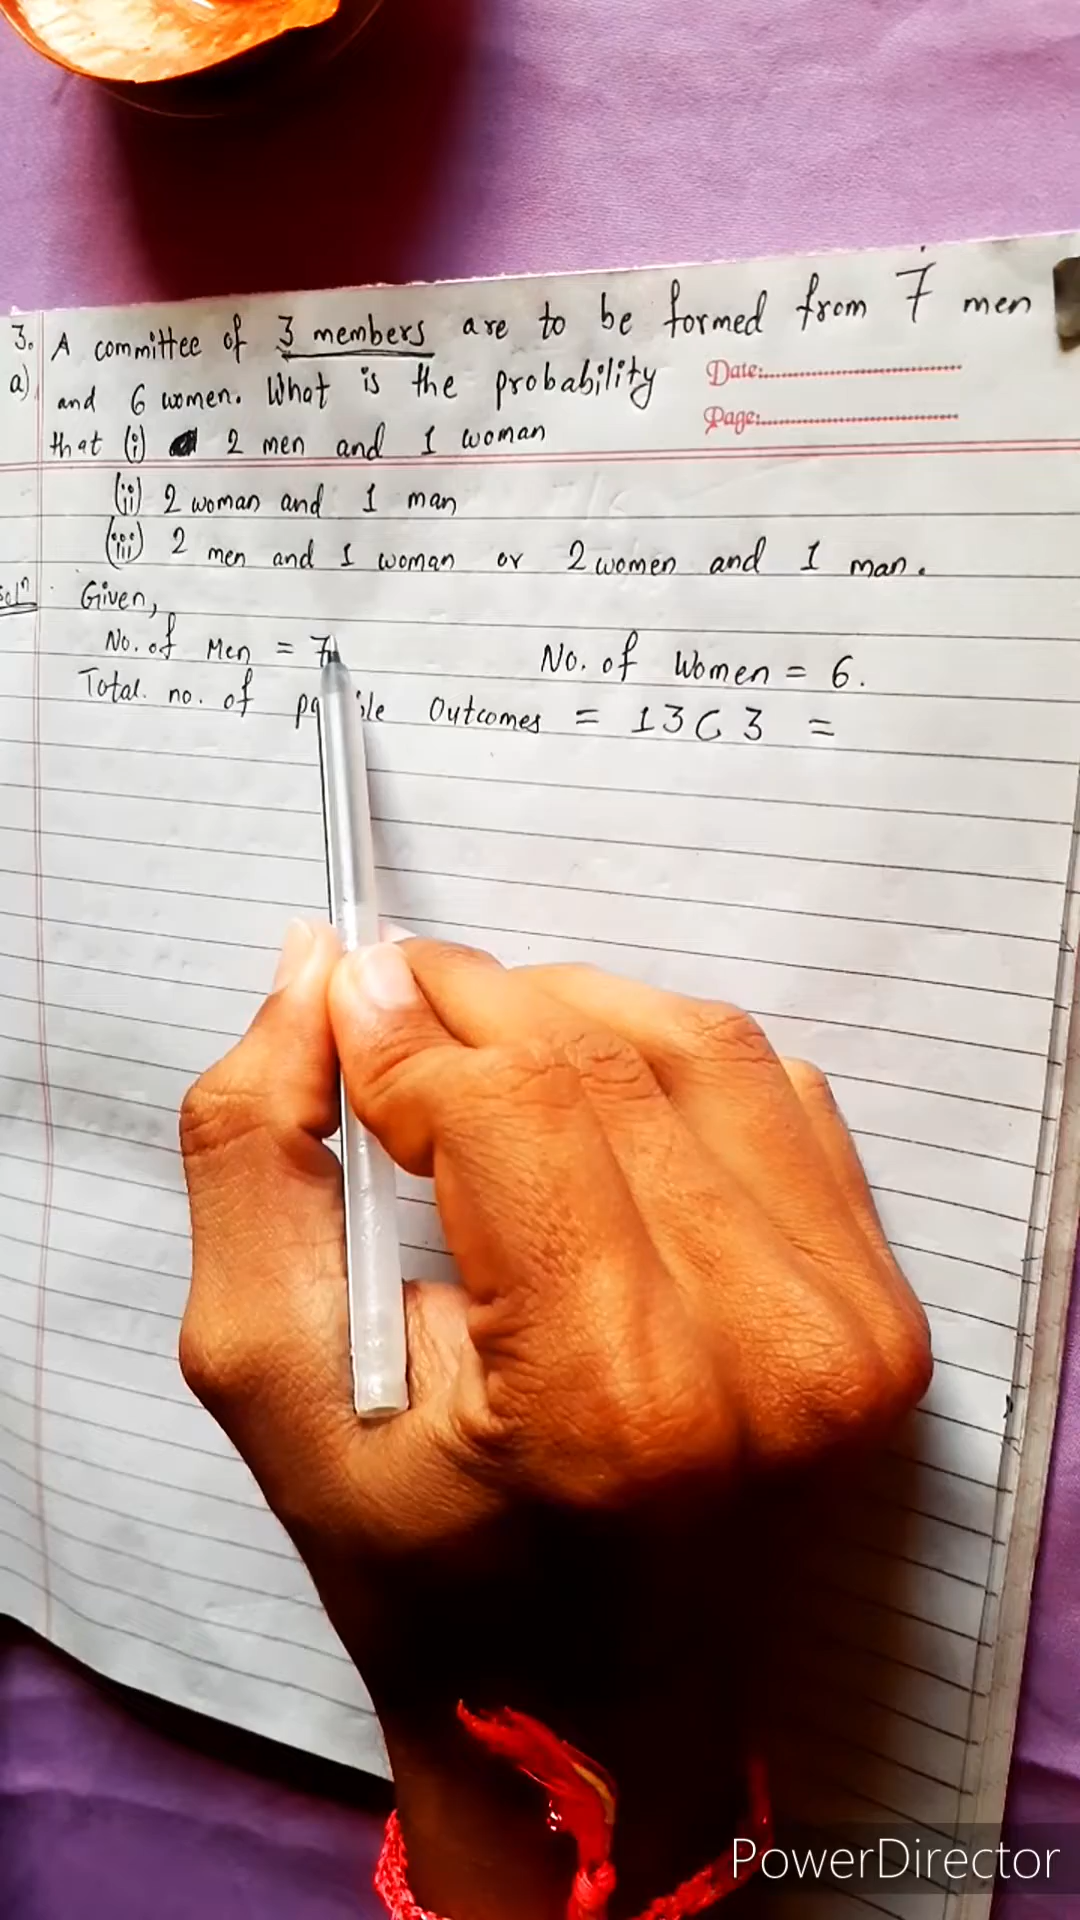 3. A committee of 3 members are to be formed from 7 men
a) and 6 women. What is the probability
Date:
Page:
that (i) 2 men and 1 woman
(ii) 2 woman and 1 man
(iii) 2 men and 1 woman or 2 women and 1 man.
Solⁿ Given,
No. of Men = 7 No. of Women = 6.
Total no. of outcomes = 13C3 =
PowerDirector